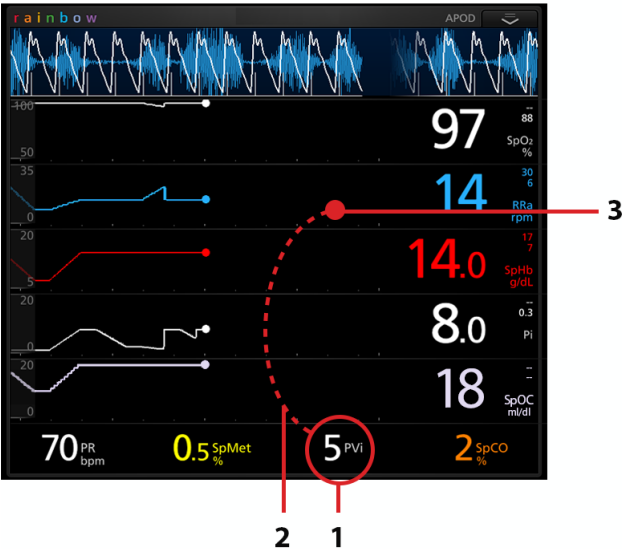 rainbow APOD
100 97 --
88
50 SpO₂
%
35 14 30
6
0 RRa
rpm
20 14.0 17
7
5 SpHb
g/dL
20 8.0 --
0.3
0 Pi
20 18 --
--
0 SpOC
ml/dl
70 PR
bpm
0.5 SpMet
%
5 PVi
2 SpCO
%
3
2 1